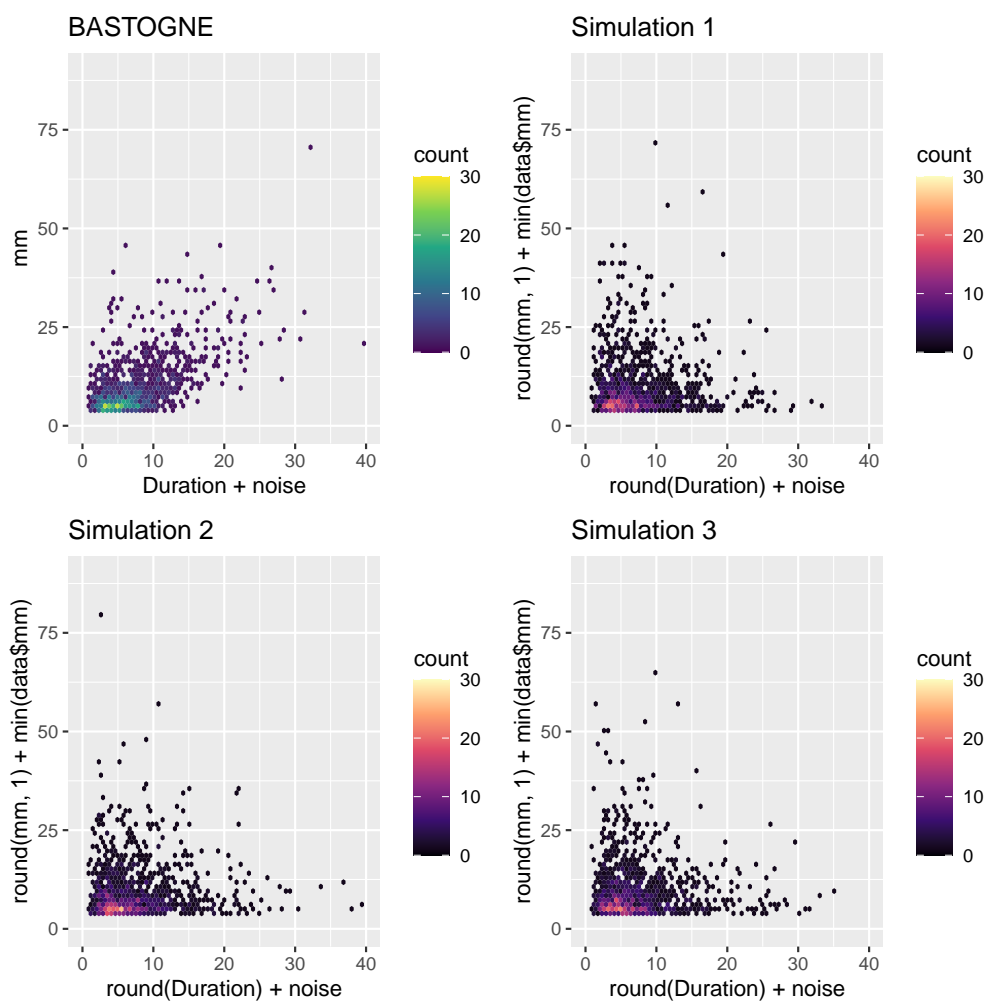 BASTOGNE
mm
75
50
25
0
0 10 20 30 40
Duration + noise
count
30
20
10
0
Simulation 1
round(mm, 1) + min(data$mm)
75
50
25
0
0 10 20 30 40
round(Duration) + noise
count
30
20
10
0
Simulation 2
round(mm, 1) + min(data$mm)
75
50
25
0
0 10 20 30 40
round(Duration) + noise
count
30
20
10
0
Simulation 3
round(mm, 1) + min(data$mm)
75
50
25
0
0 10 20 30 40
round(Duration) + noise
count
30
20
10
0